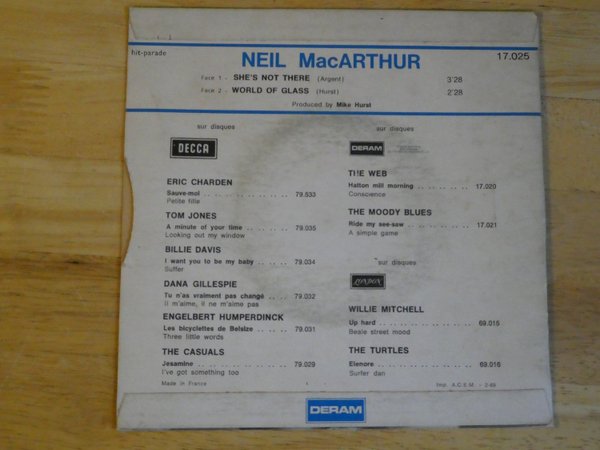 hit-parade
NEIL MacARTHUR
17.025
Face 1 - SHE'S NOT THERE (Argent) 3'28
Face 2 - WORLD OF GLASS (Hurst) 2'28
Produced by Mike Hurst
sur disques
DECCA
ERIC CHARDEN
Sauve-moi .. .. .. .. .. .. .. .. 79.033
Petite fille
TOM JONES
A minute of your time .. .. .. .. 79.035
Looking out my window
BILLIE DAVIS
I want you to be my baby .. .. .. 79.034
Suffer
DANA GILLESPIE
Tu n'as vraiment pas changé .. .. 79.032
Il m'aime, il ne m'aime pas
ENGELBERT HUMPERDINCK
Les bicyclettes de Belsize .. .. .. 79.031
Three little words
THE CASUALS
Jesamine .. .. .. .. .. .. .. .. 79.029
I've got something too
Made in France
sur disques
DERAM
THE WEB
Hatton mill morning .. .. .. .. .. 17.020
Conscience
THE MOODY BLUES
Ride my see-saw .. .. .. .. .. .. 17.021
A simple game
sur disques
LONDON
WILLIE MITCHELL
Up hard .. .. .. .. .. .. .. .. .. 69.015
Beale street mood
THE TURTLES
Elenore .. .. .. .. .. .. .. .. .. 69.016
Surfer dan
Imp. A.C.S.M. - 2-69
DERAM